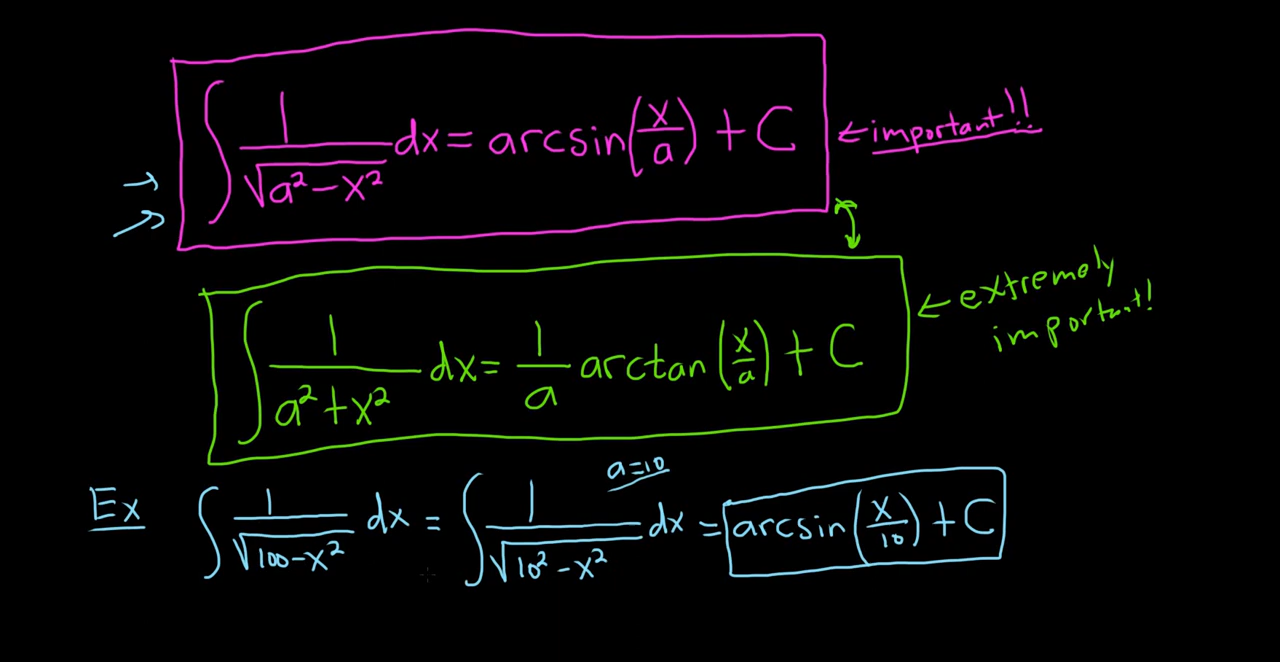 ∫ 1/√(a² − x²) dx = arcsin(x/a) + C ← important!!
∫ 1/(a² + x²) dx = 1/a arctan(x/a) + C ← extremely important!
a=10
Ex ∫ 1/√(100 − x²) dx = ∫ 1/√(10² − x²) dx = arcsin(x/10) + C